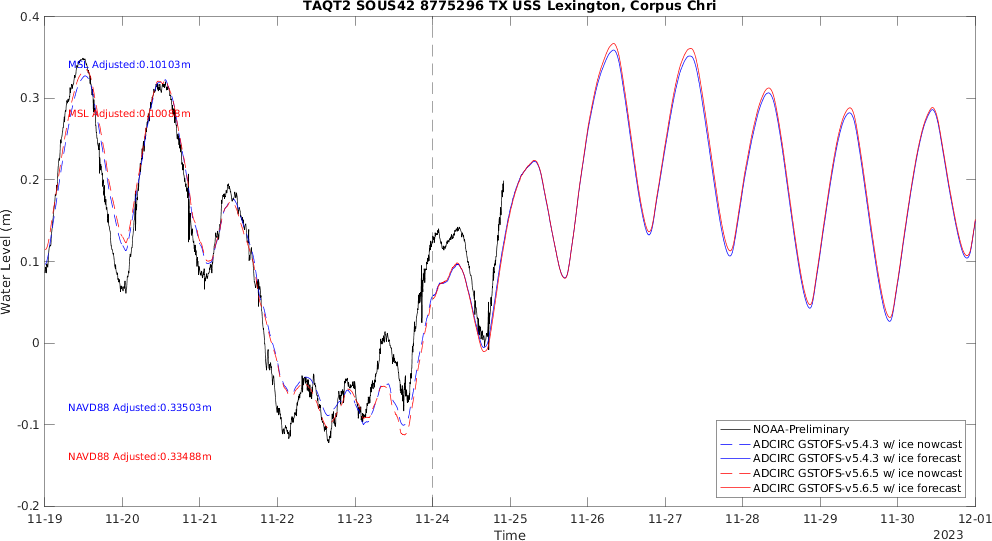 TAQT2 SOUS42 8775296 TX USS Lexington, Corpus Chri
0.4
MSL Adjusted:0.10103m
0.3
MSL Adjusted:0.10083m
0.2
0.1
0
-0.1
-0.2
Water Level (m)
NAVD88 Adjusted:0.33503m
NAVD88 Adjusted:0.33488m
NOAA-Preliminary
ADCIRC GSTOFS-v5.4.3 w/ ice nowcast
ADCIRC GSTOFS-v5.4.3 w/ ice forecast
ADCIRC GSTOFS-v5.6.5 w/ ice nowcast
ADCIRC GSTOFS-v5.6.5 w/ ice forecast
11-19 11-20 11-21 11-22 11-23 11-24 11-25 11-26 11-27 11-28 11-29 11-30 12-01
Time
2023